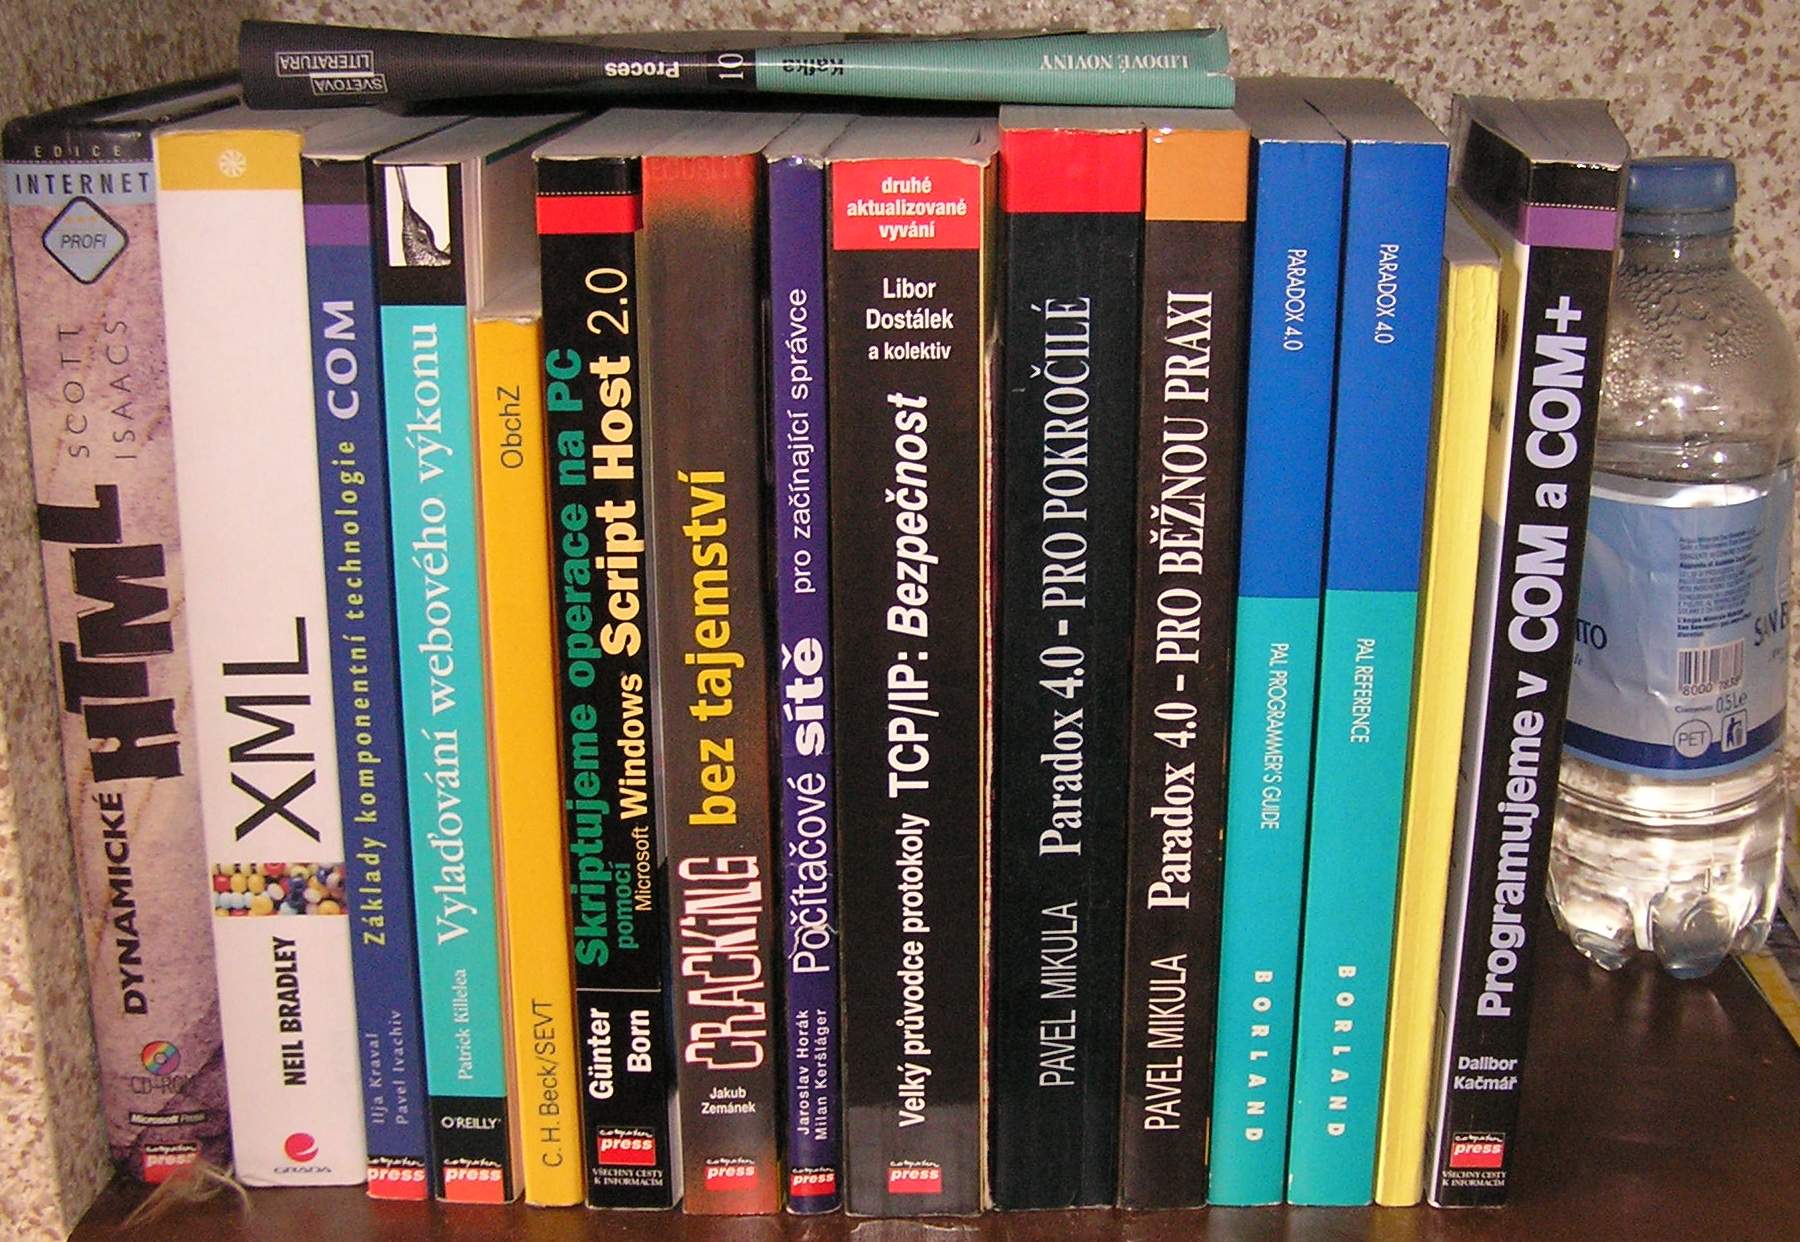 SVĚTOVÁ
LITERATURA
Proces
10
Kafka
LIDOVÉ NOVINY
EDICE
INTERNET
PROFI
SCOTT
ISAACS
DYNAMICKÉ HTML
CD-ROM
Microsoft Press
computer
press
XML
NEIL BRADLEY
GRADA
Základy komponentní technologie COM
Ilja Kraval
Pavel Ivachiv
press
Vylaďování webového výkonu
Patrick Killelea
O'REILLY
computer
press
ObchZ
C. H. Beck/SEVT
Skriptujeme operace na PC
pomocí
Microsoft Windows Script Host 2.0
Günter
Born
computer
press
VŠECHNY CESTY
K INFORMACÍM
SECURITY
CRACKING bez tajemství
Jakub
Zemánek
computer
press
Počítačové sítě pro začínající správce
Jaroslav Horák
Milan Keršláger
computer
press
druhé
aktualizované
vyvání
Libor
Dostálek
a kolektiv
Velký průvodce protokoly TCP/IP: Bezpečnost
computer
press
PAVEL MIKULA Paradox 4.0 - PRO POKROČILÉ
PAVEL MIKULA Paradox 4.0 - PRO BĚŽNOU PRAXI
PARADOX 4.0
PAL PROGRAMMER'S GUIDE
BORLAND
PARADOX 4.0
PAL REFERENCE
BORLAND
Programujeme v COM a COM+
Dalibor
Kačmář
computer
press
VŠECHNY CESTY
K INFORMACÍM
SAN
0,5 L e
PET